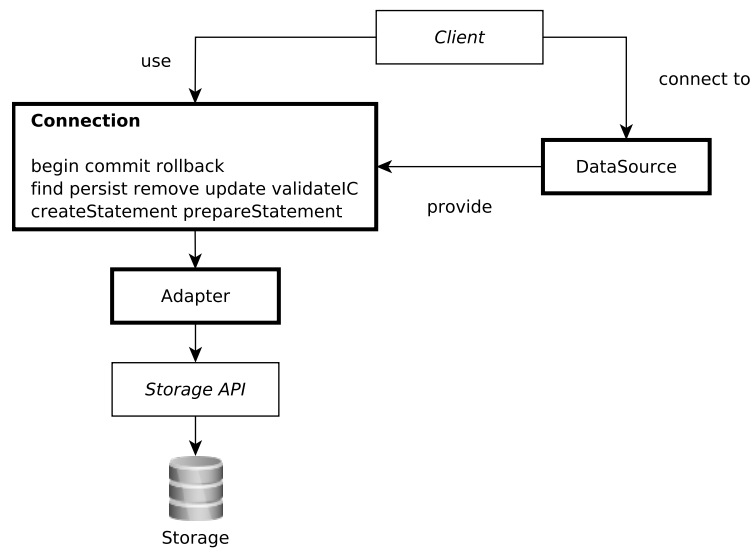 Client
use
connect to
Connection
begin commit rollback
find persist remove update validateIC
createStatement prepareStatement
DataSource
provide
Adapter
Storage API
Storage